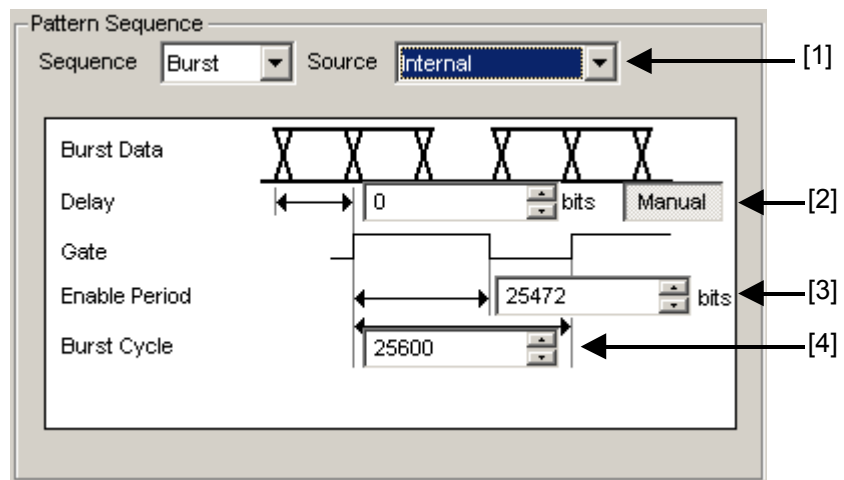 Pattern Sequence
Sequence Burst Source Internal [1]
Burst Data
Delay 0 bits Manual [2]
Gate
Enable Period 25472 bits [3]
Burst Cycle 25600 [4]